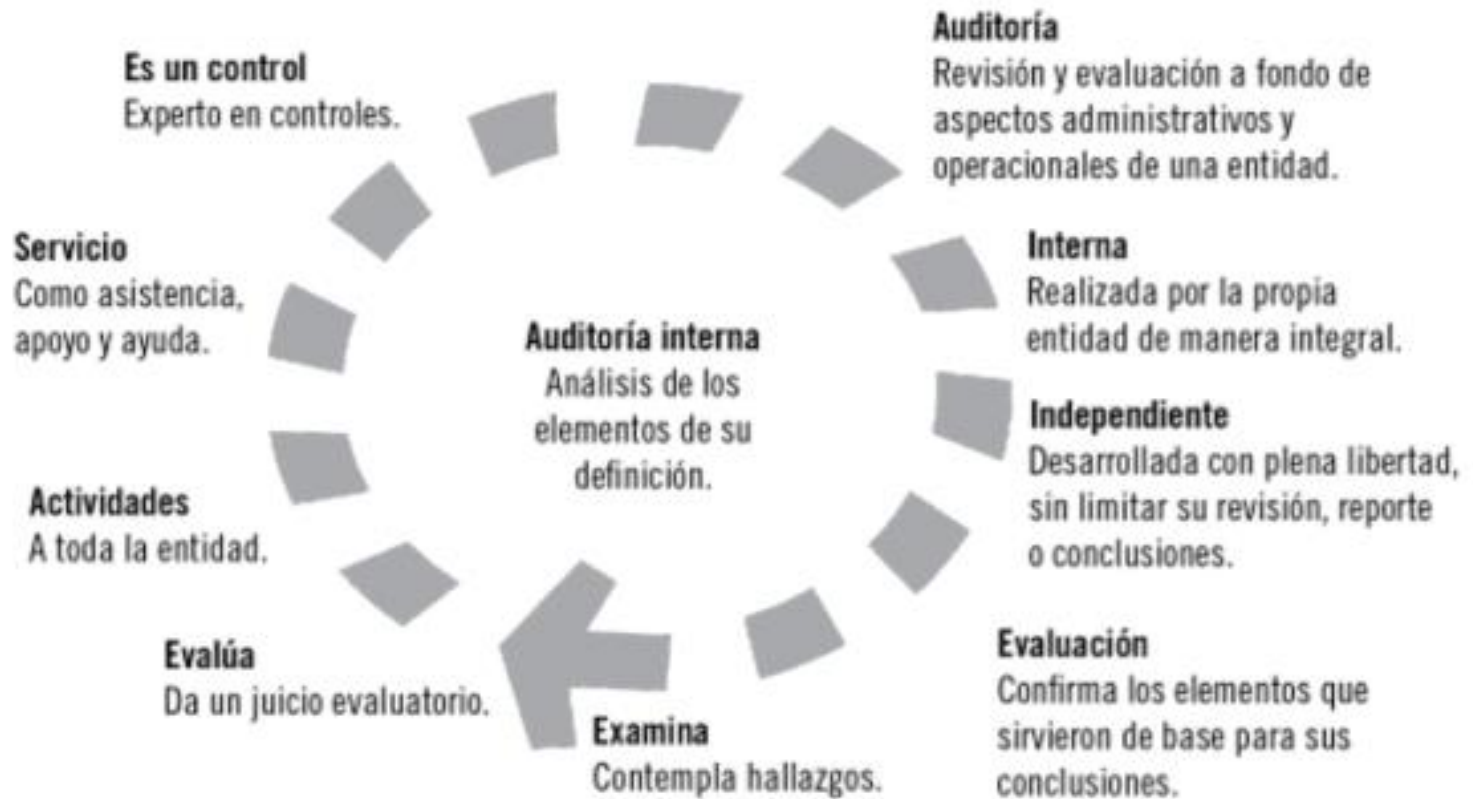 Auditoría
Revisión y evaluación a fondo de
aspectos administrativos y
operacionales de una entidad.
Interna
Realizada por la propia
entidad de manera integral.
Independiente
Desarrollada con plena libertad,
sin limitar su revisión, reporte
o conclusiones.
Evaluación
Confirma los elementos que
sirvieron de base para sus
conclusiones.
Examina
Contempla hallazgos.
Evalúa
Da un juicio evaluatorio.
Actividades
A toda la entidad.
Servicio
Como asistencia,
apoyo y ayuda.
Es un control
Experto en controles.
Auditoría interna
Análisis de los
elementos de su
definición.